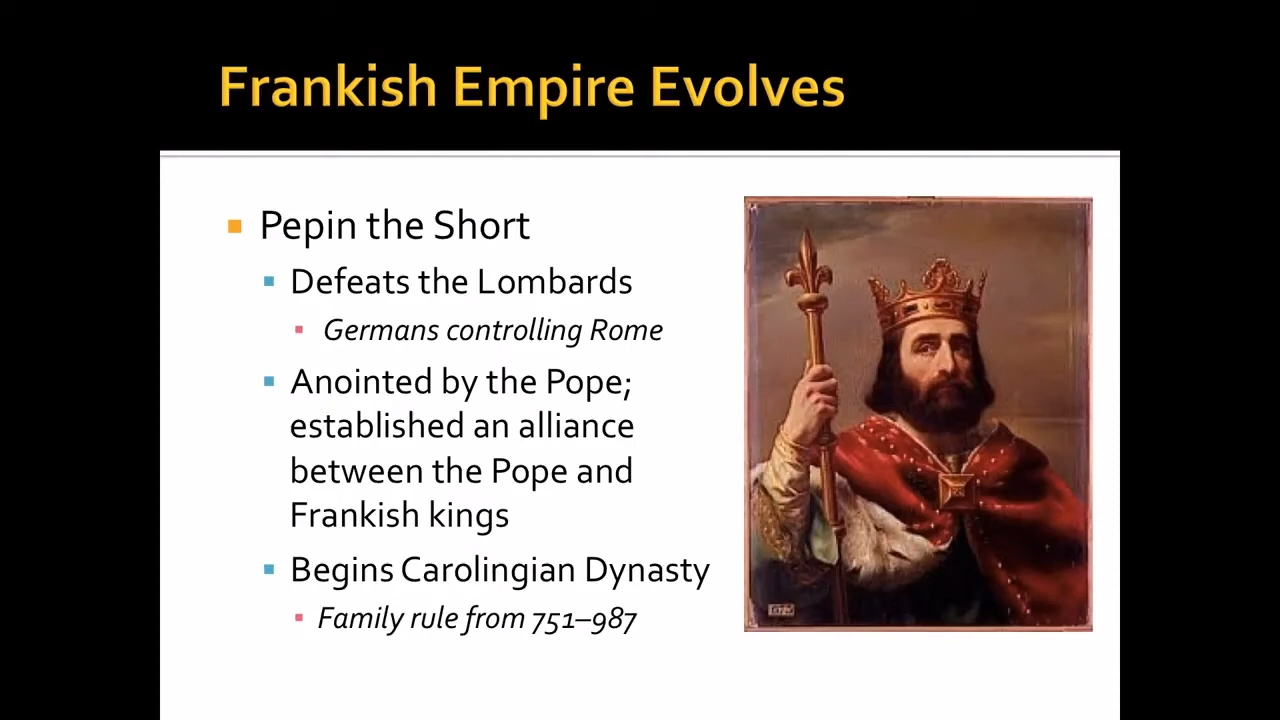 Frankish Empire Evolves
Pepin the Short
Defeats the Lombards
Germans controlling Rome
Anointed by the Pope;
established an alliance
between the Pope and
Frankish kings
Begins Carolingian Dynasty
Family rule from 751–987